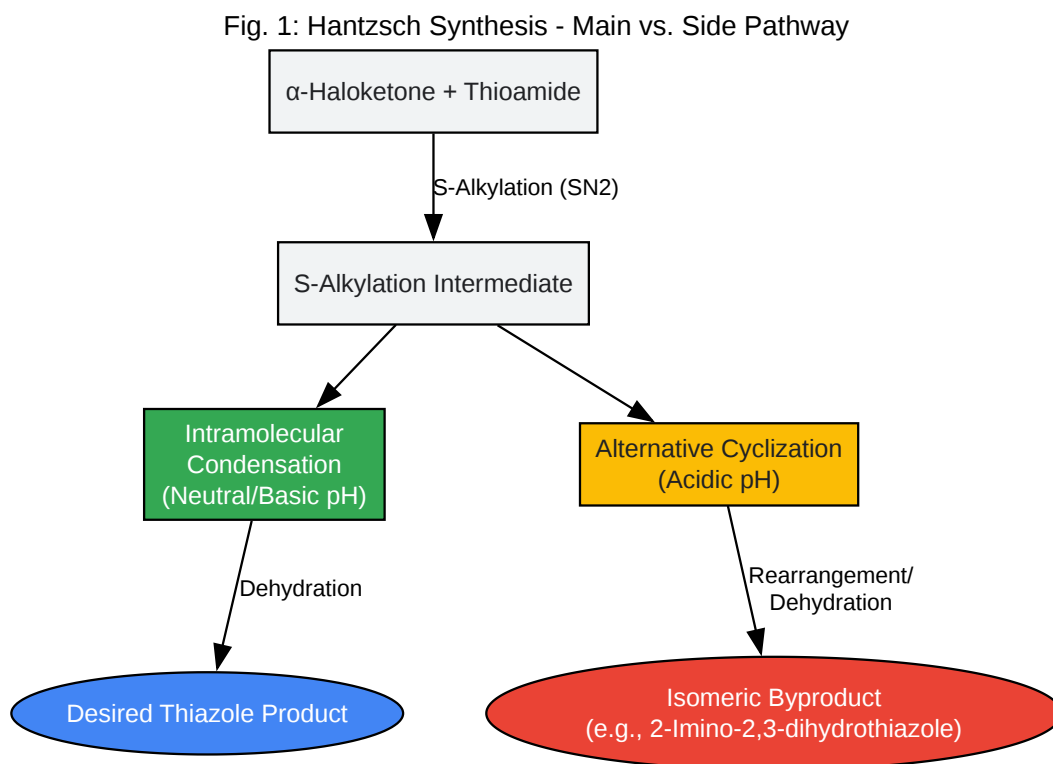 Fig. 1: Hantzsch Synthesis - Main vs. Side Pathway
α-Haloketone + Thioamide
S-Alkylation (SN2)
S-Alkylation Intermediate
Intramolecular
Condensation
(Neutral/Basic pH)
Alternative Cyclization
(Acidic pH)
Dehydration
Rearrangement/
Dehydration
Desired Thiazole Product
Isomeric Byproduct
(e.g., 2-Imino-2,3-dihydrothiazole)